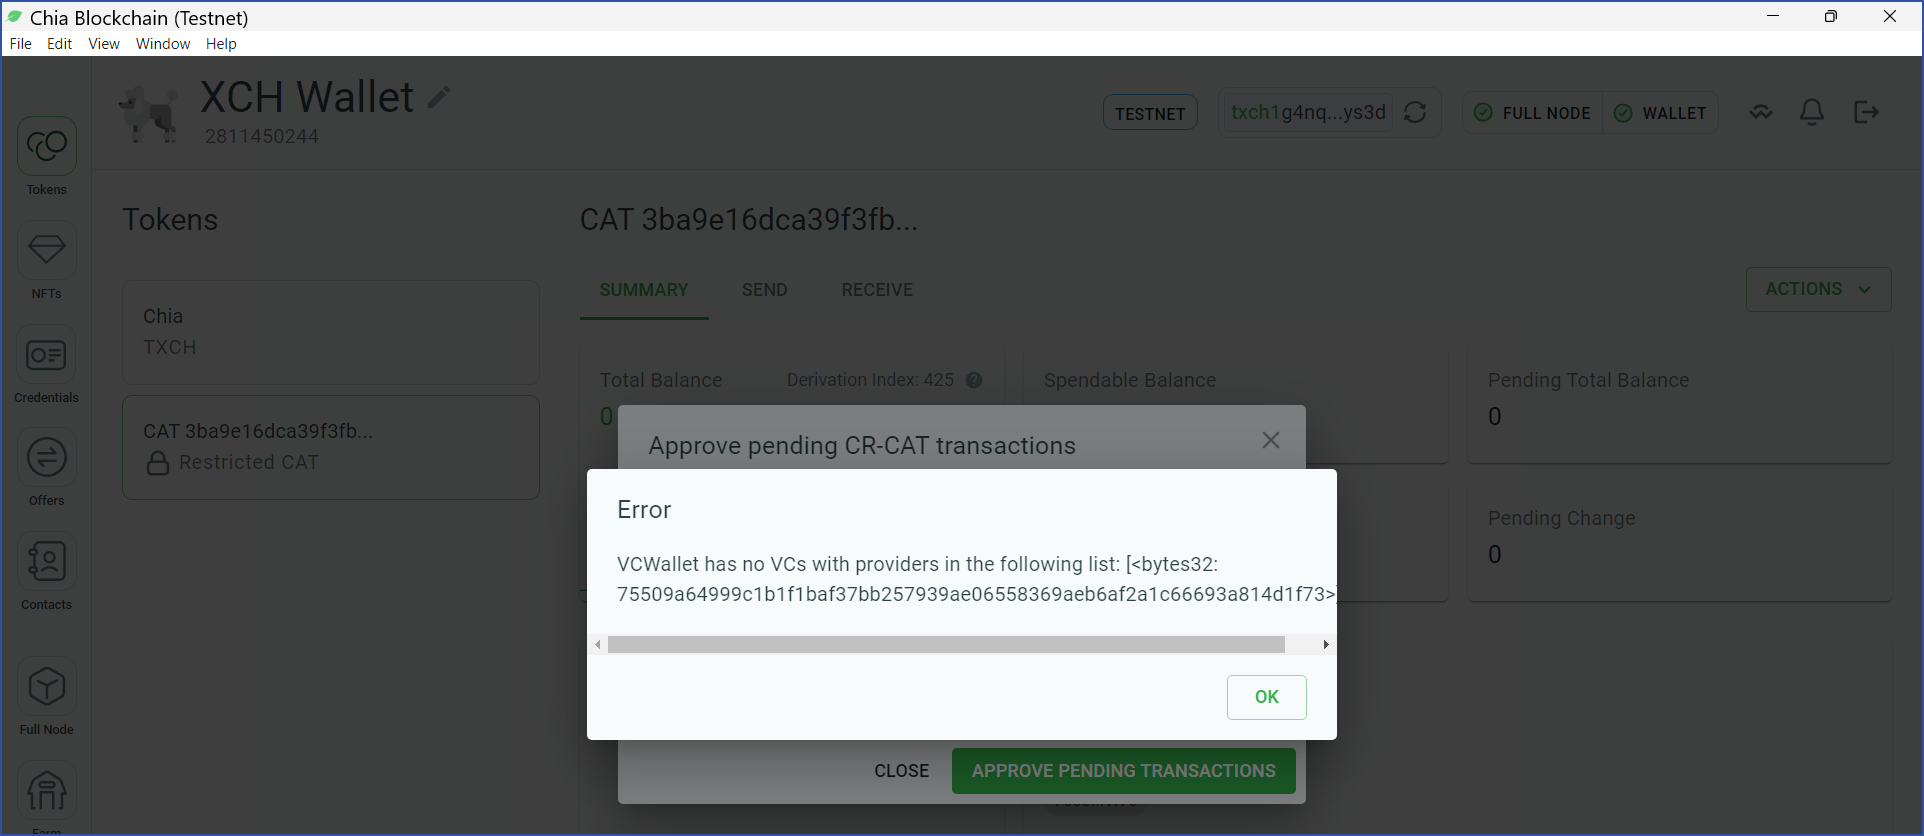 Chia Blockchain (Testnet)
File Edit View Window Help
XCH Wallet
2811450244
TESTNET
txch1g4nq...ys3d
FULL NODE
WALLET
Tokens
NFTs
Credentials
Offers
Contacts
Full Node
Farm
Tokens
Chia
TXCH
CAT 3ba9e16dca39f3fb...
Restricted CAT
CAT 3ba9e16dca39f3fb...
SUMMARY SEND RECEIVE
ACTIONS
Total Balance
Derivation Index: 425
0
Spendable Balance
Pending Total Balance
0
Pending Change
0
Approve pending CR-CAT transactions
Error
VCWallet has no VCs with providers in the following list: [<bytes32:
75509a64999c1b1f1baf37bb257939ae06558369aeb6af2a1c66693a814d1f73>]
OK
CLOSE
APPROVE PENDING TRANSACTIONS